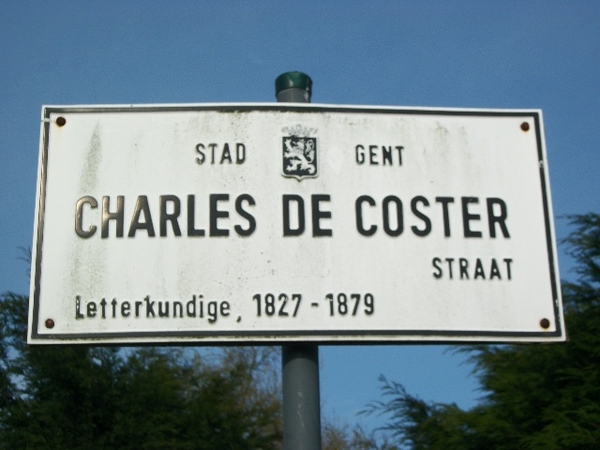 STAD GENT
CHARLES DE COSTER
STRAAT
Letterkundige, 1827 - 1879